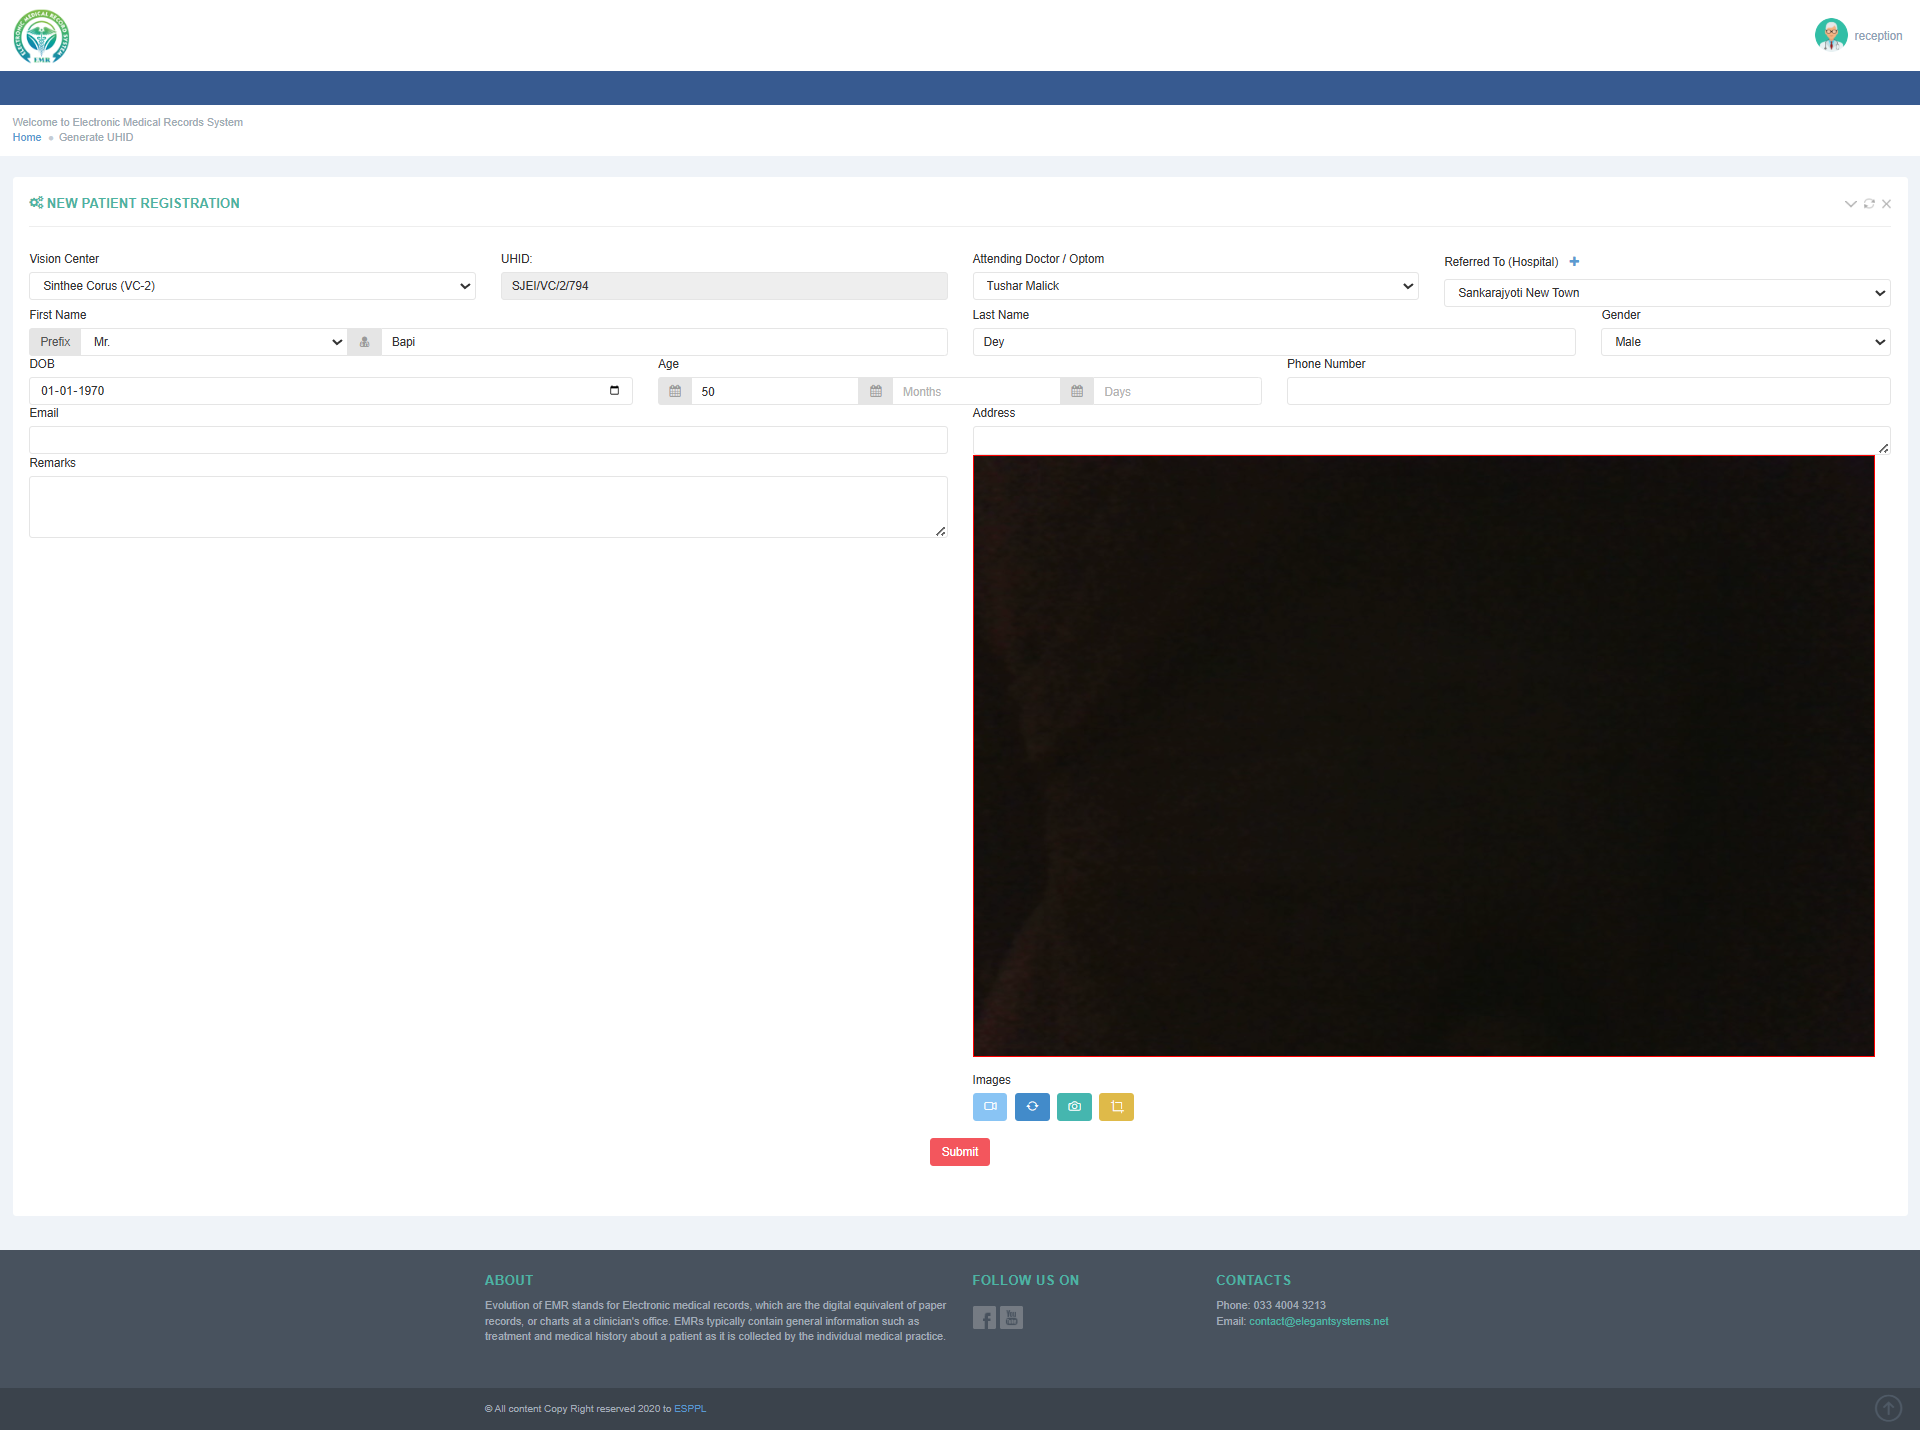 ELECTRONIC MEDICAL RECORD SYSTEM
EMR
reception
Welcome to Electronic Medical Records System
Home
Generate UHID
NEW PATIENT REGISTRATION
Vision Center
UHID:
Attending Doctor / Optom
Referred To (Hospital)
Sinthee Corus (VC-2)
SJEI/VC/2/794
Tushar Malick
Sankarajyoti New Town
First Name
Last Name
Gender
Prefix
Mr.
Bapi
Dey
Male
DOB
Age
Phone Number
01-01-1970
50
Months
Days
Email
Address
Remarks
Images
Submit
ABOUT
Evolution of EMR stands for Electronic medical records, which are the digital equivalent of paper
records, or charts at a clinician's office. EMRs typically contain general information such as
treatment and medical history about a patient as it is collected by the individual medical practice.
FOLLOW US ON
You
CONTACTS
Phone: 033 4004 3213
Email: contact@elegantsystems.net
© All content Copy Right reserved 2020 to ESPPL